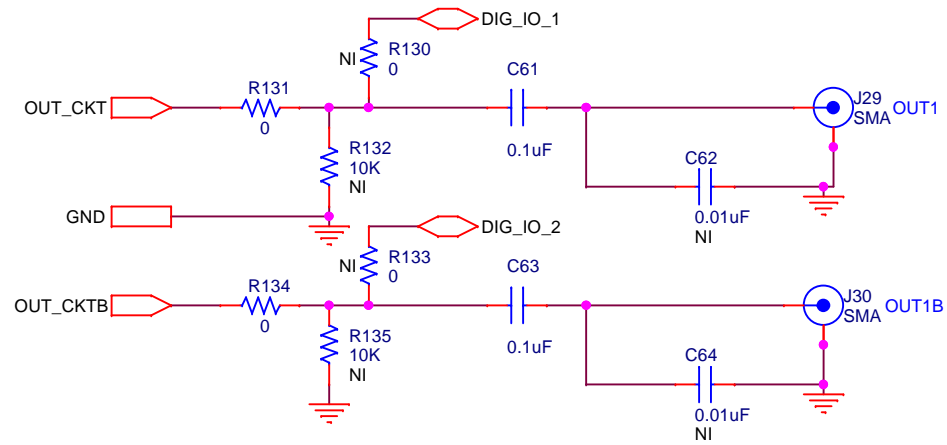 DIG_IO_1
NI
R130
0
R131
0
OUT_CKT
C61
0.1uF
J29
SMA
OUT1
R132
10K
NI
C62
0.01uF
NI
GND
DIG_IO_2
NI
R133
0
R134
0
OUT_CKTB
C63
0.1uF
J30
SMA
OUT1B
R135
10K
NI
C64
0.01uF
NI